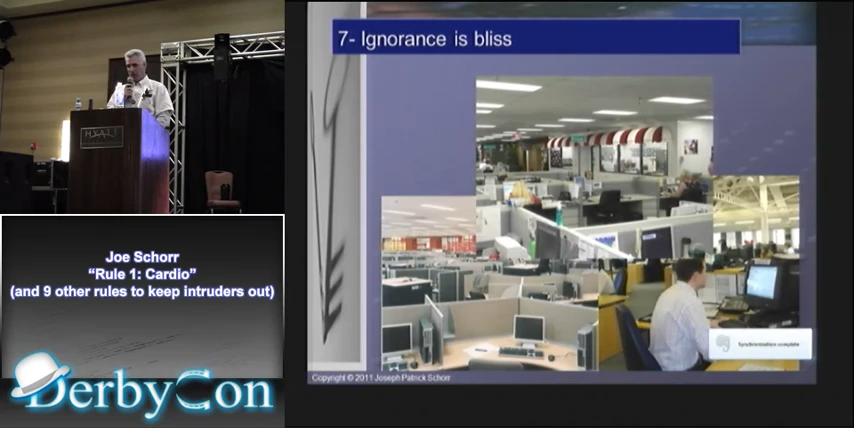 7- Ignorance is bliss
HYATT
Joe Schorr
“Rule 1: Cardio”
(and 9 other rules to keep intruders out)
DerbyCon
Synchronization complete
Copyright © 2011 Joseph Patrick Schorr